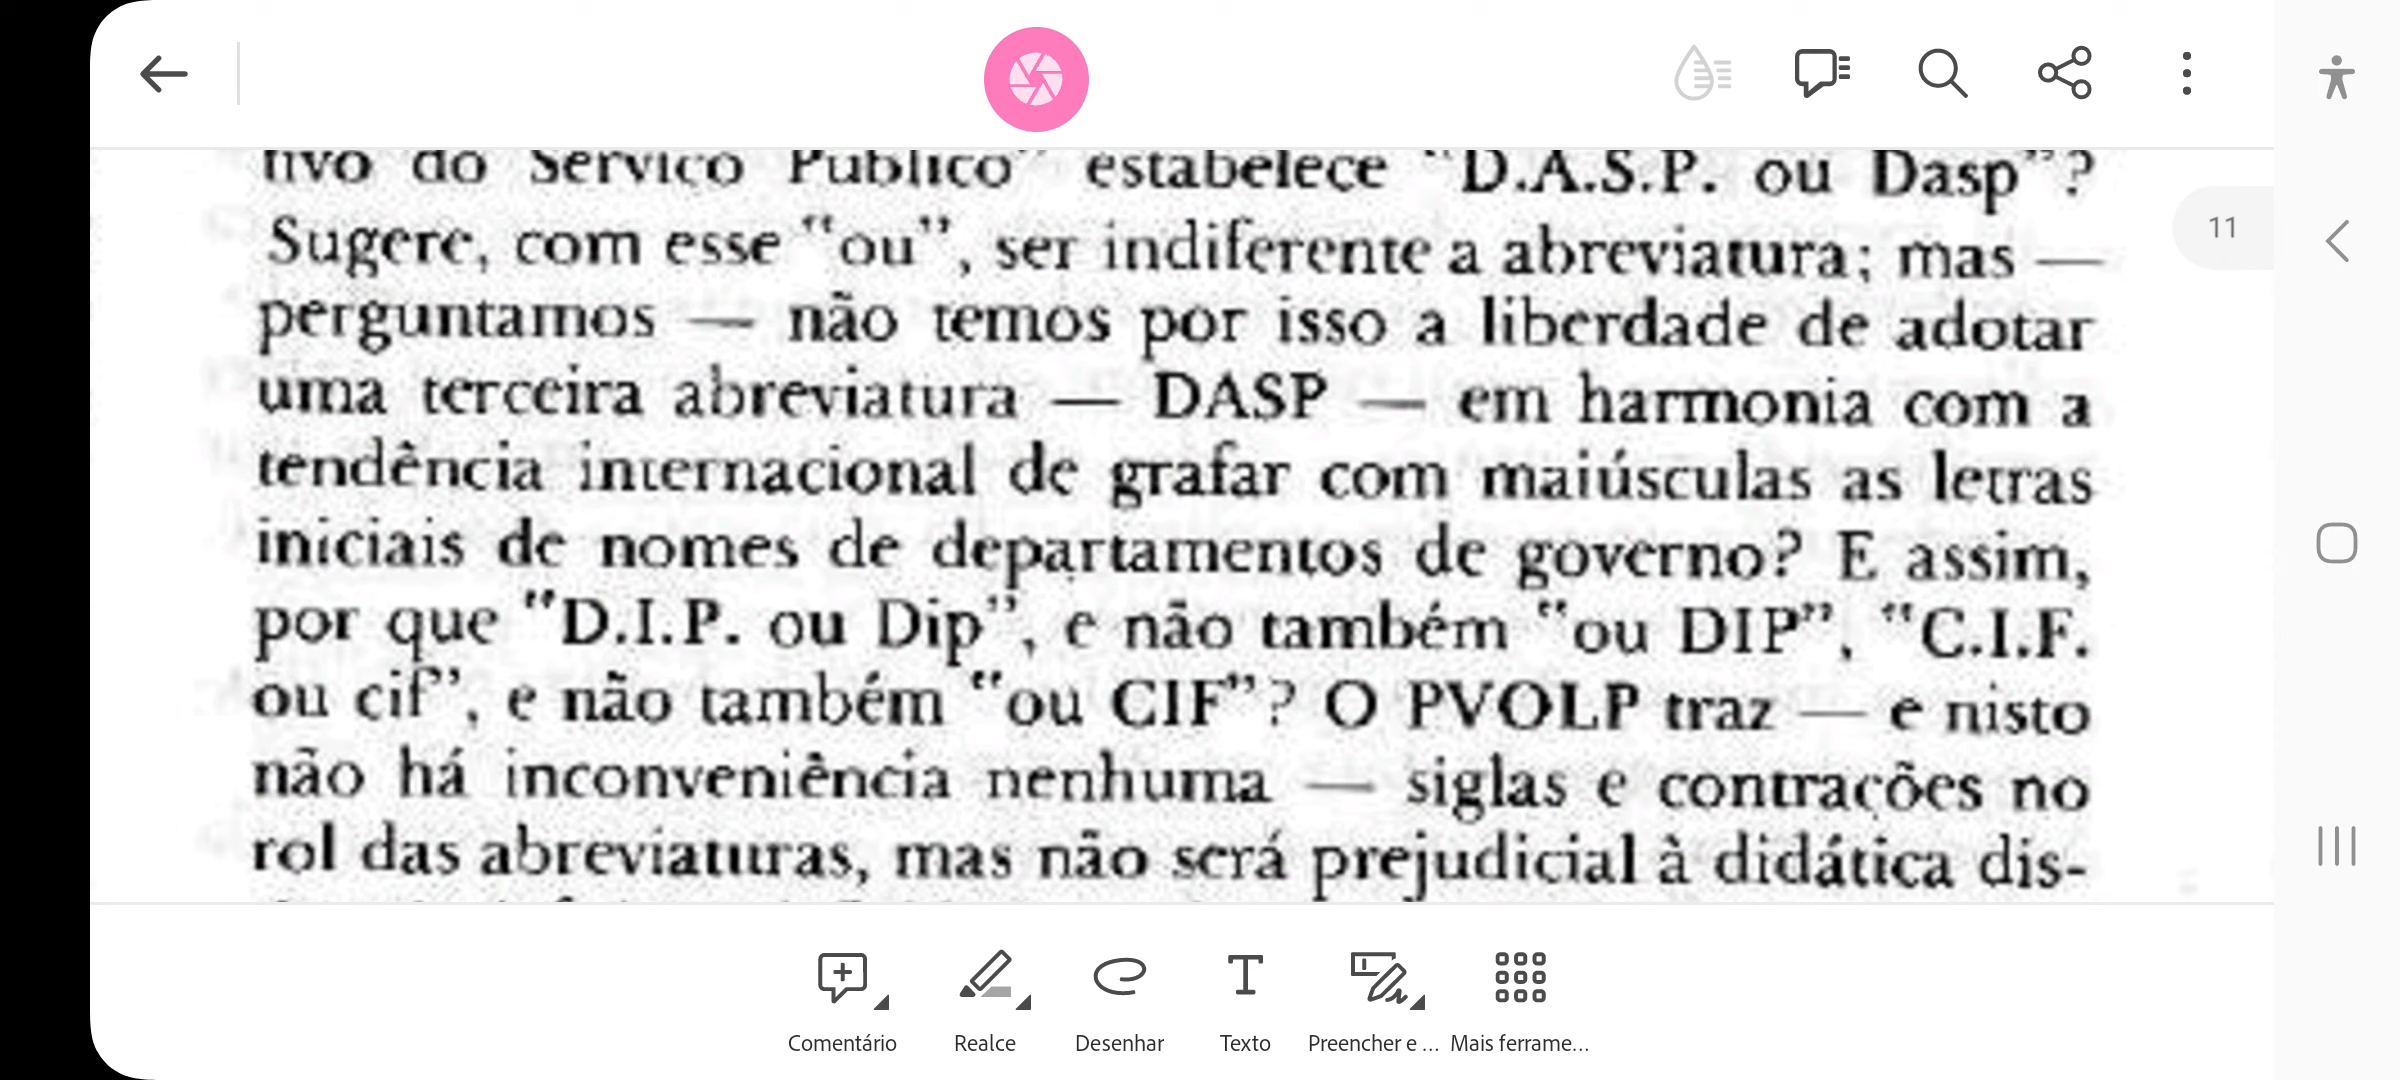 tivo do Serviço Público” estabelece “D.A.S.P. ou Dasp”?
11
Sugere, com esse “ou”, ser indiferente a abreviatura; mas —
perguntamos — não temos por isso a liberdade de adotar
uma terceira abreviatura — DASP — em harmonia com a
tendência internacional de grafar com maiúsculas as letras
iniciais de nomes de departamentos de governo? E assim,
por que “D.I.P. ou Dip”, e não também “ou DIP”, “C.I.F.
ou cif”, e não também “ou CIF”? O PVOLP traz — e nisto
não há inconveniência nenhuma — siglas e contrações no
rol das abreviaturas, mas não será prejudicial à didática dis-
Comentário
Realce
Desenhar
Texto
Preencher e ...
Mais ferrame...